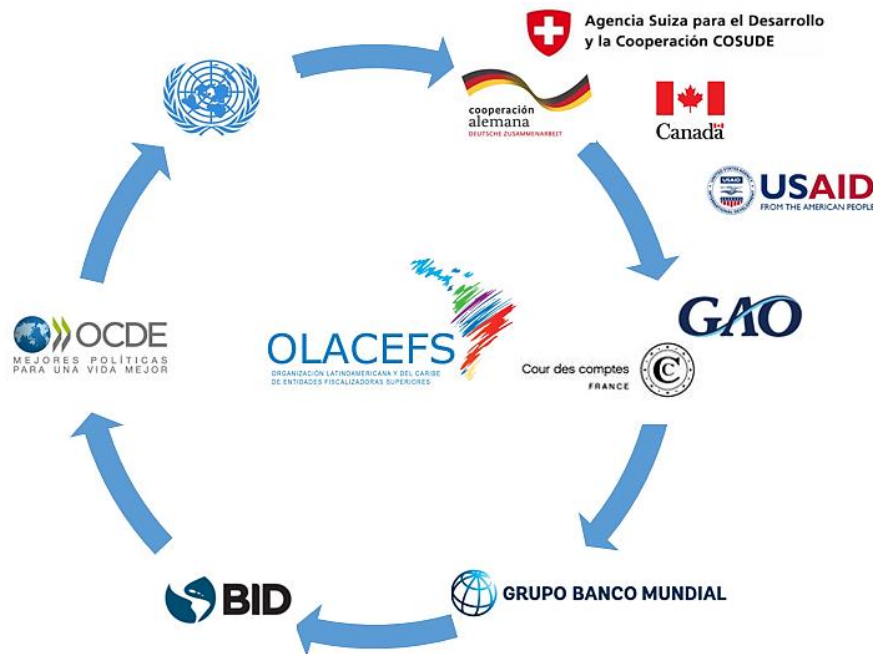 Agencia Suiza para el Desarrollo
y la Cooperación COSUDE
cooperación
alemana
DEUTSCHE ZUSAMMENARBEIT
Canada
USAID
FROM THE AMERICAN PEOPLE
GAO
Cour des comptes
FRANCE
CC
GRUPO BANCO MUNDIAL
BID
OCDE
MEJORES POLÍTICAS
PARA UNA VIDA MEJOR
OLACEFS
ORGANIZACIÓN LATINOAMERICANA Y DEL CARIBE
DE ENTIDADES FISCALIZADORAS SUPERIORES